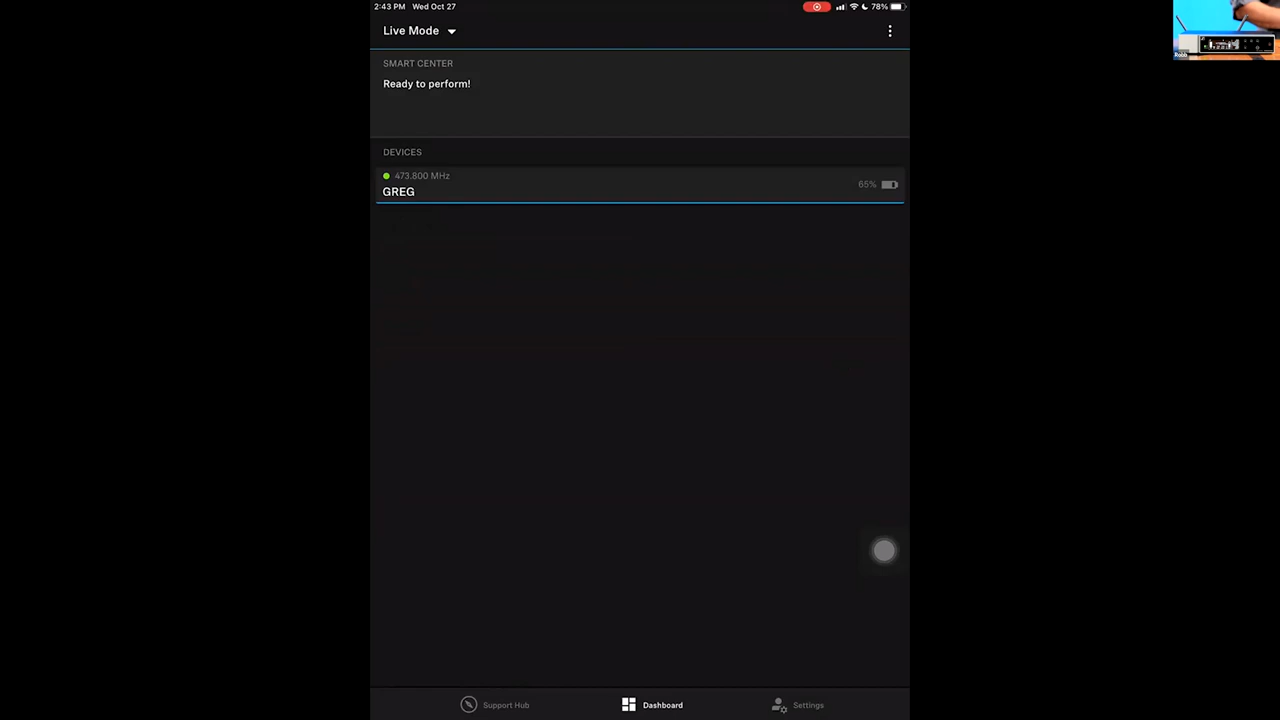 2:43 PM Wed Oct 27
78%
Live Mode
SMART CENTER
Ready to perform!
DEVICES
473.800 MHz
GREG
65%
Support Hub
Dashboard
Settings
Robb